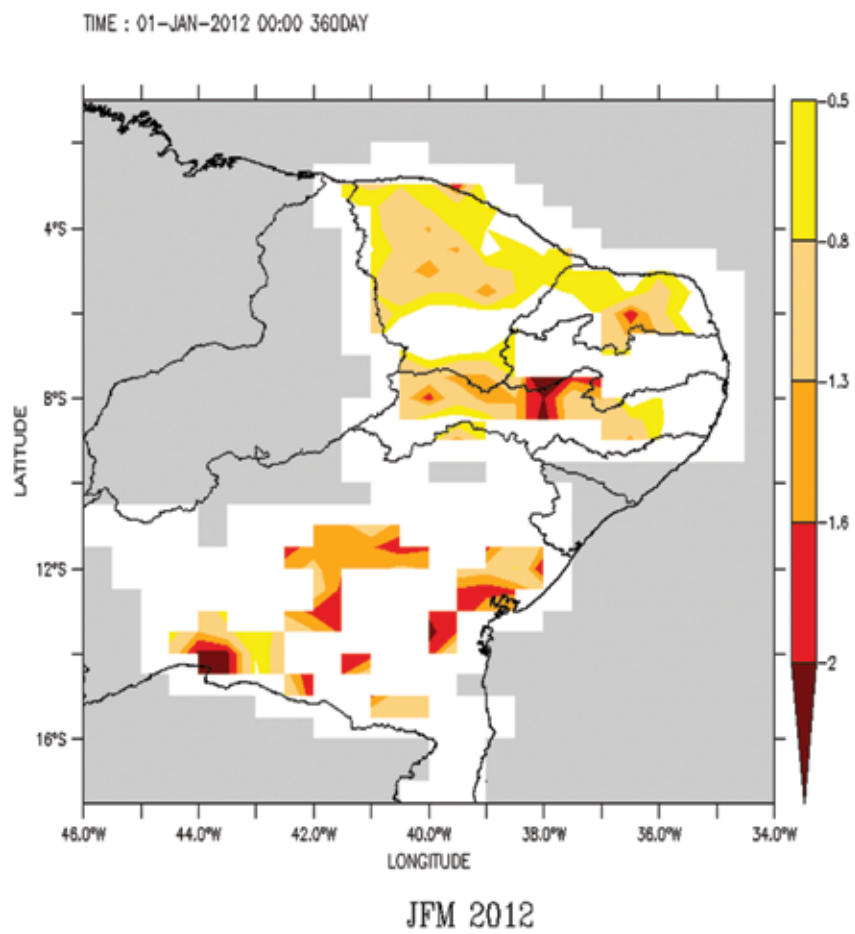 TIME : 01-JAN-2012 00:00 360DAY
-0.5
4°S
-0.8
-1.3
8°S
LATITUDE
-1.6
12°S
-2
16°S
46.0°W 44.0°W 42.0°W 40.0°W 38.0°W 36.0°W 34.0°W
LONGITUDE
JFM 2012